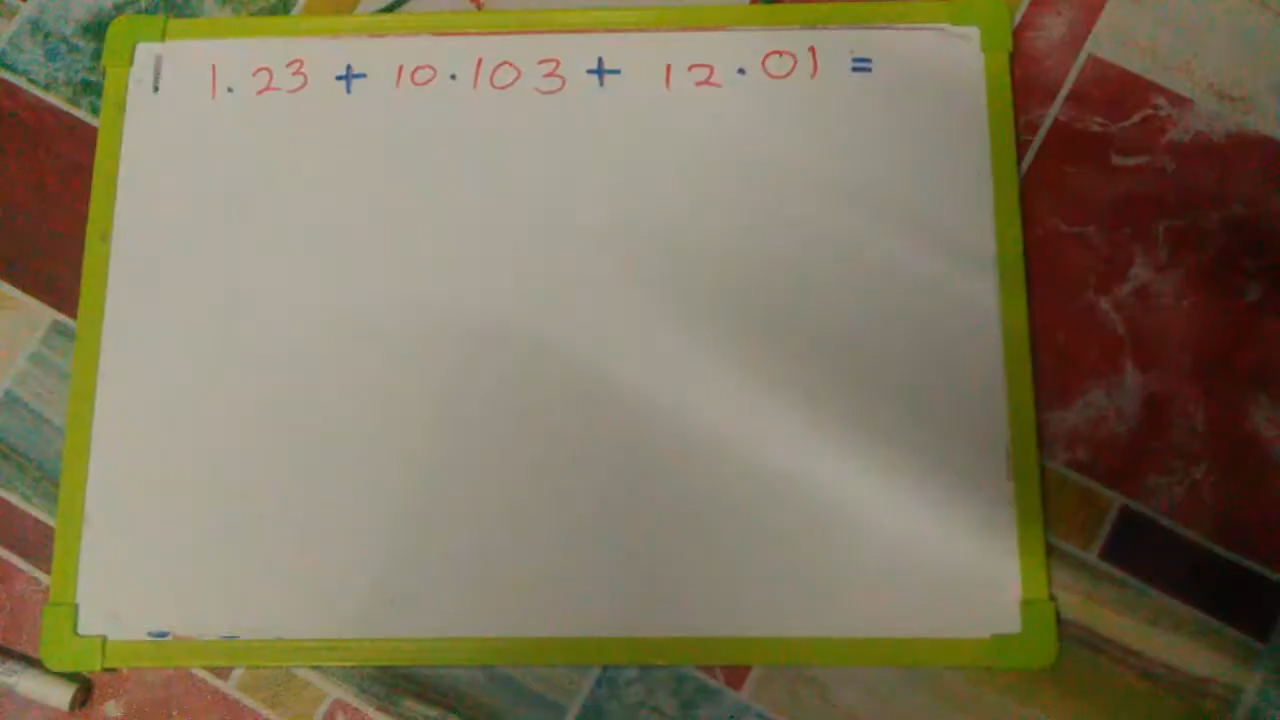 1.23 + 10.103 + 12.01 =